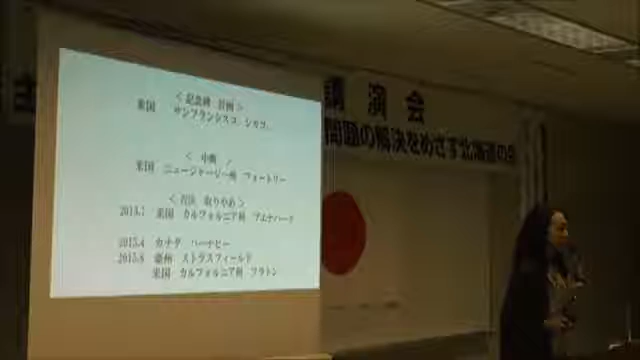 講演会
問題の解決をめざす北海道の会
< 記念碑 計画 >
米国 サンフランシスコ、シカゴ、
< 中断 >
米国 ニュージャージー州 フォートリー
< 否決 取りやめ >
2013.7 米国 カルフォルニア州 ブエナパーク
2015.4 カナダ バーナビー
2015.8 豪州 ストラスフィールド
米国 カルフォルニア州 フラトン